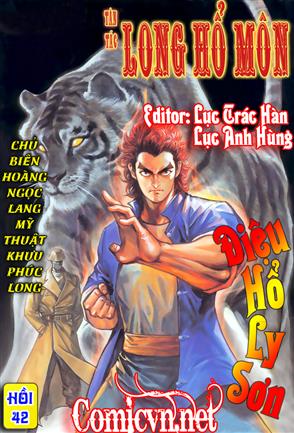 TÂN
TÁC
LONG HỔ MÔN
Editor: Lục Trác Hàn
Lục Anh Hùng
CHỦ
BIÊN
HOÀNG
NGỌC
LANG
MỸ
THUẬT
KHƯU
PHÚC
LONG
Điệu
Hổ
Ly
Sơn
HỒI
42
Comicvn.net